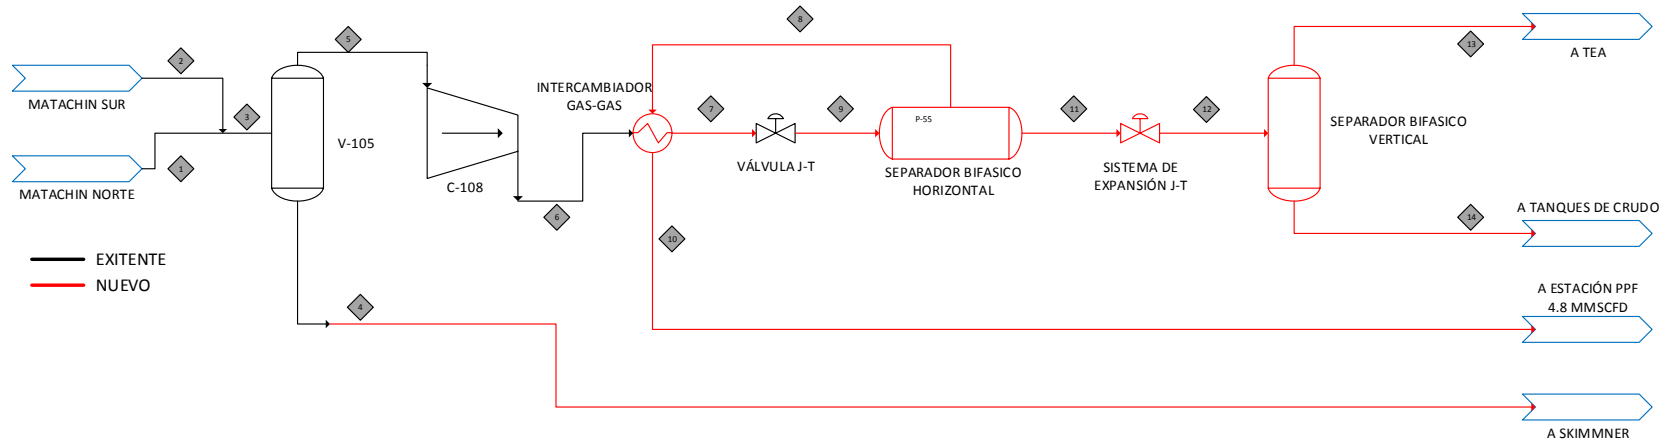 8
5
13
A TEA
2
INTERCAMBIADOR
GAS-GAS
MATACHIN SUR
3
7
9
11
12
P-55
SEPARADOR BIFASICO
VERTICAL
V-105
1
VÁLVULA J-T
SEPARADOR BIFASICO
HORIZONTAL
SISTEMA DE
EXPANSIÓN J-T
MATACHIN NORTE
C-108
6
14
A TANQUES DE CRUDO
10
EXITENTE
NUEVO
4
A ESTACIÓN PPF
4.8 MMSCFD
A SKIMMNER